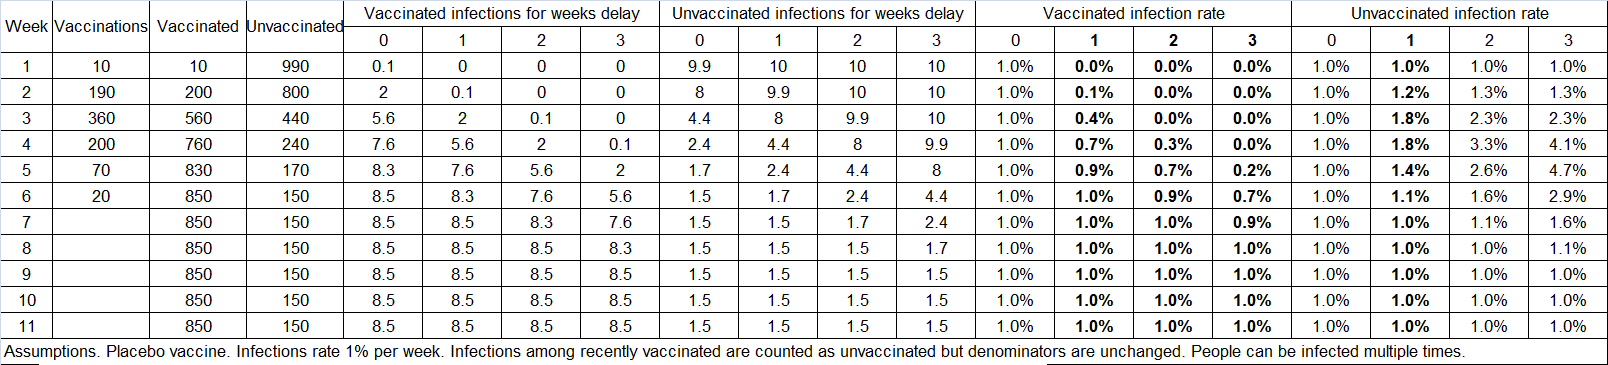 Week Vaccinations Vaccinated Unvaccinated Vaccinated infections for weeks delay Unvaccinated infections for weeks delay Vaccinated infection rate Unvaccinated infection rate
0 1 2 3 0 1 2 3 0 1 2 3 0 1 2 3
1 10 10 990 0.1 0 0 0 9.9 10 10 10 1.0% 0.0% 0.0% 0.0% 1.0% 1.0% 1.0% 1.0%
2 190 200 800 2 0.1 0 0 8 9.9 10 10 1.0% 0.1% 0.0% 0.0% 1.0% 1.2% 1.3% 1.3%
3 360 560 440 5.6 2 0.1 0 4.4 8 9.9 10 1.0% 0.4% 0.0% 0.0% 1.0% 1.8% 2.3% 2.3%
4 200 760 240 7.6 5.6 2 0.1 2.4 4.4 8 9.9 1.0% 0.7% 0.3% 0.0% 1.0% 1.8% 3.3% 4.1%
5 70 830 170 8.3 7.6 5.6 2 1.7 2.4 4.4 8 1.0% 0.9% 0.7% 0.2% 1.0% 1.4% 2.6% 4.7%
6 20 850 150 8.5 8.3 7.6 5.6 1.5 1.7 2.4 4.4 1.0% 1.0% 0.9% 0.7% 1.0% 1.1% 1.6% 2.9%
7 850 150 8.5 8.5 8.3 7.6 1.5 1.5 1.7 2.4 1.0% 1.0% 1.0% 0.9% 1.0% 1.0% 1.1% 1.6%
8 850 150 8.5 8.5 8.5 8.3 1.5 1.5 1.5 1.7 1.0% 1.0% 1.0% 1.0% 1.0% 1.0% 1.0% 1.1%
9 850 150 8.5 8.5 8.5 8.5 1.5 1.5 1.5 1.5 1.0% 1.0% 1.0% 1.0% 1.0% 1.0% 1.0% 1.0%
10 850 150 8.5 8.5 8.5 8.5 1.5 1.5 1.5 1.5 1.0% 1.0% 1.0% 1.0% 1.0% 1.0% 1.0% 1.0%
11 850 150 8.5 8.5 8.5 8.5 1.5 1.5 1.5 1.5 1.0% 1.0% 1.0% 1.0% 1.0% 1.0% 1.0% 1.0%
Assumptions. Placebo vaccine. Infections rate 1% per week. Infections among recently vaccinated are counted as unvaccinated but denominators are unchanged. People can be infected multiple times.